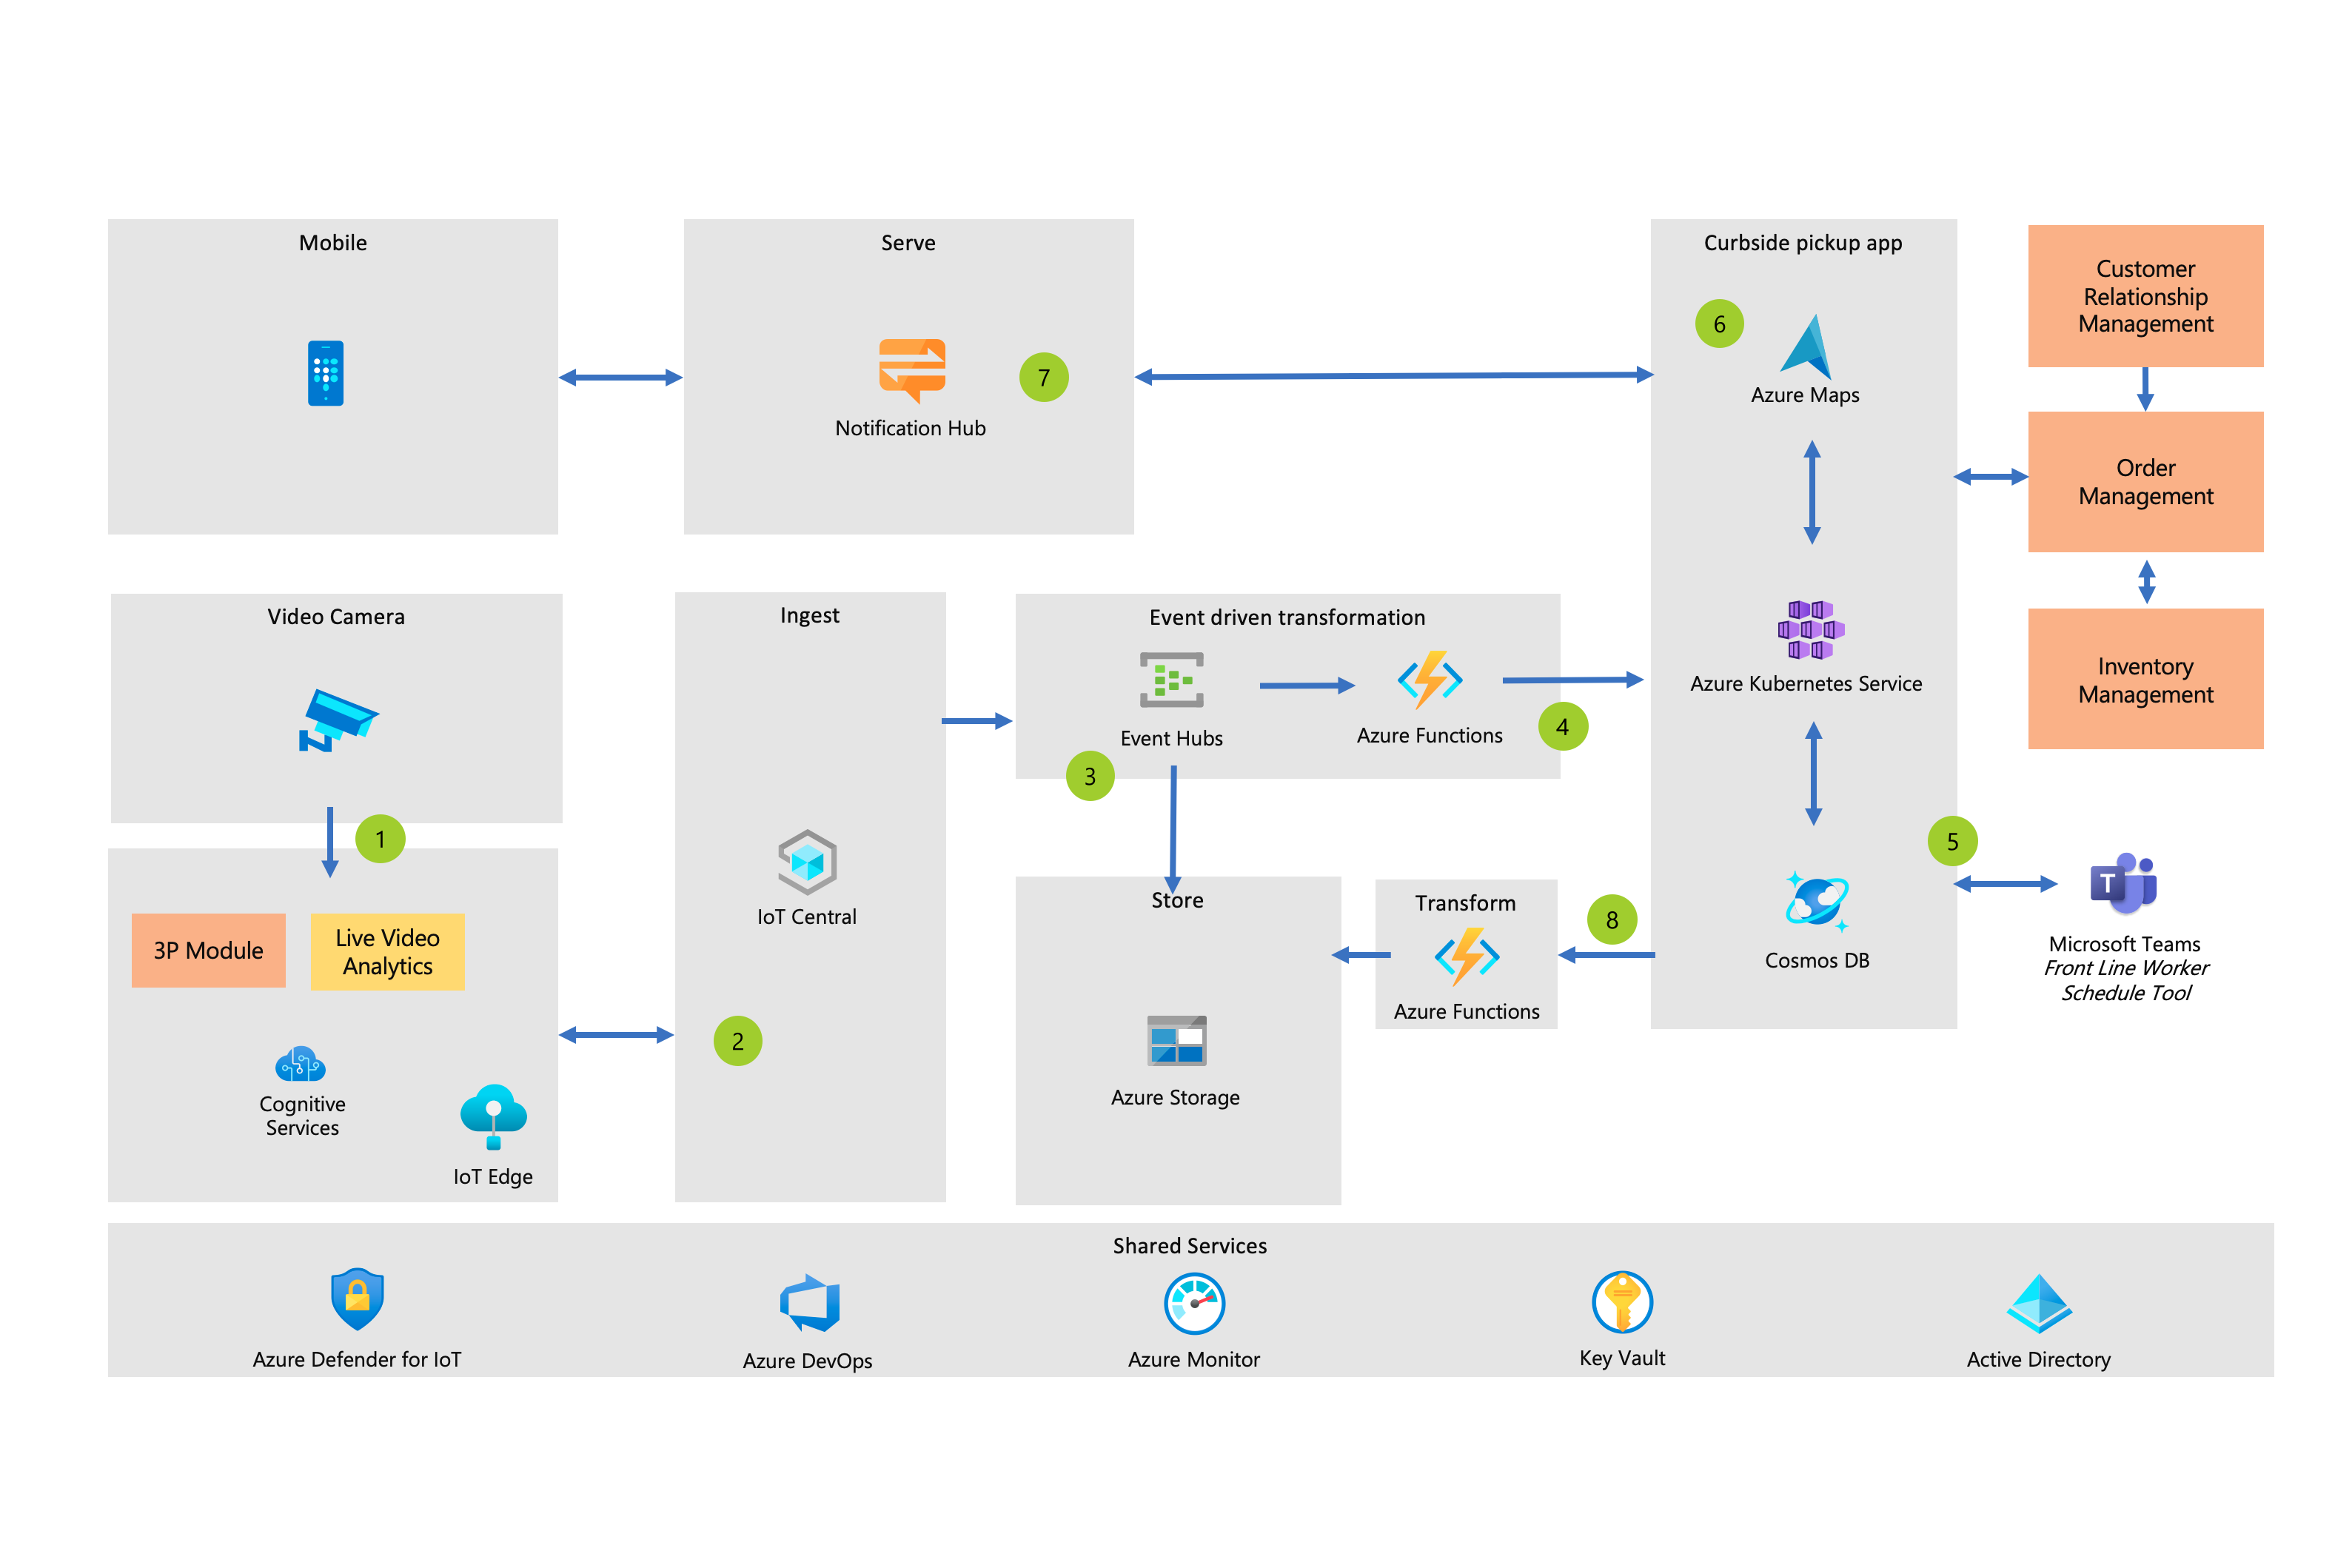 Mobile
Serve
7
Notification Hub
Curbside pickup app
6
Azure Maps
Azure Kubernetes Service
Cosmos DB
Customer
Relationship
Management
Order
Management
Inventory
Management
Video Camera
1
3P Module
Live Video
Analytics
Cognitive
Services
IoT Edge
Ingest
IoT Central
2
Event driven transformation
Event Hubs
Azure Functions
3
4
Store
Azure Storage
Transform
Azure Functions
8
5
T
Microsoft Teams
Front Line Worker
Schedule Tool
Shared Services
Azure Defender for IoT
Azure DevOps
Azure Monitor
Key Vault
Active Directory